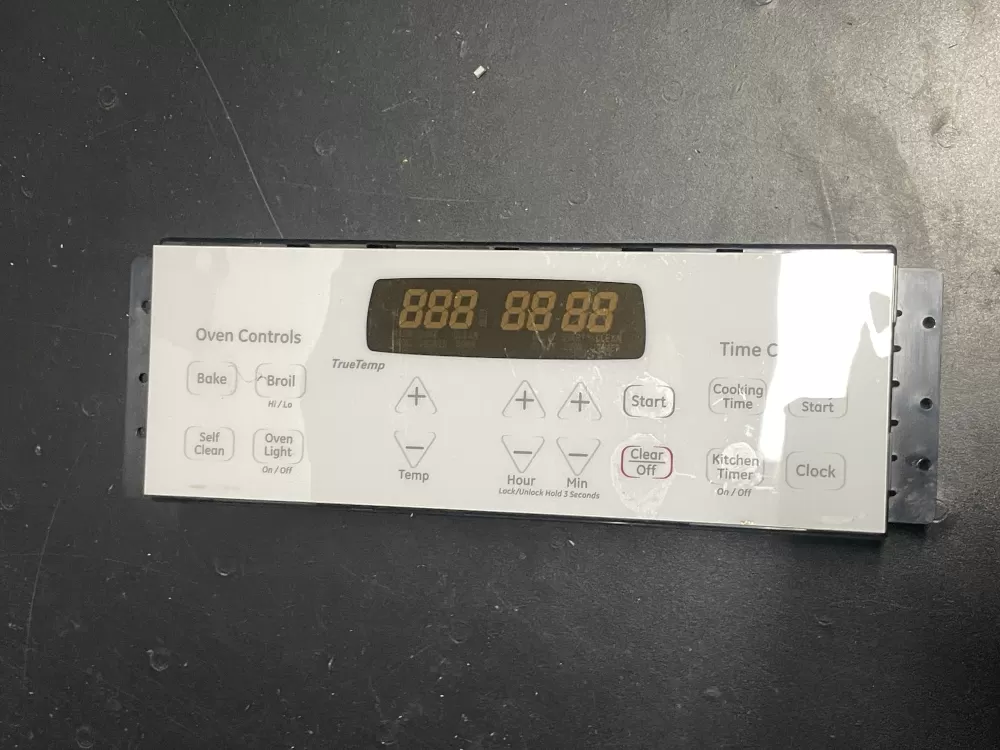 888 88 88
Oven Controls
Time C
TrueTemp
Bake
Broil
Hi / Lo
+
+
+
Start
Cooking
Time
Start
Self
Clean
Oven
Light
On / Off
−
Temp
−
Hour
−
Min
Lock/Unlock Hold 3 Seconds
Clear
Off
Kitchen
Timer
On / Off
Clock